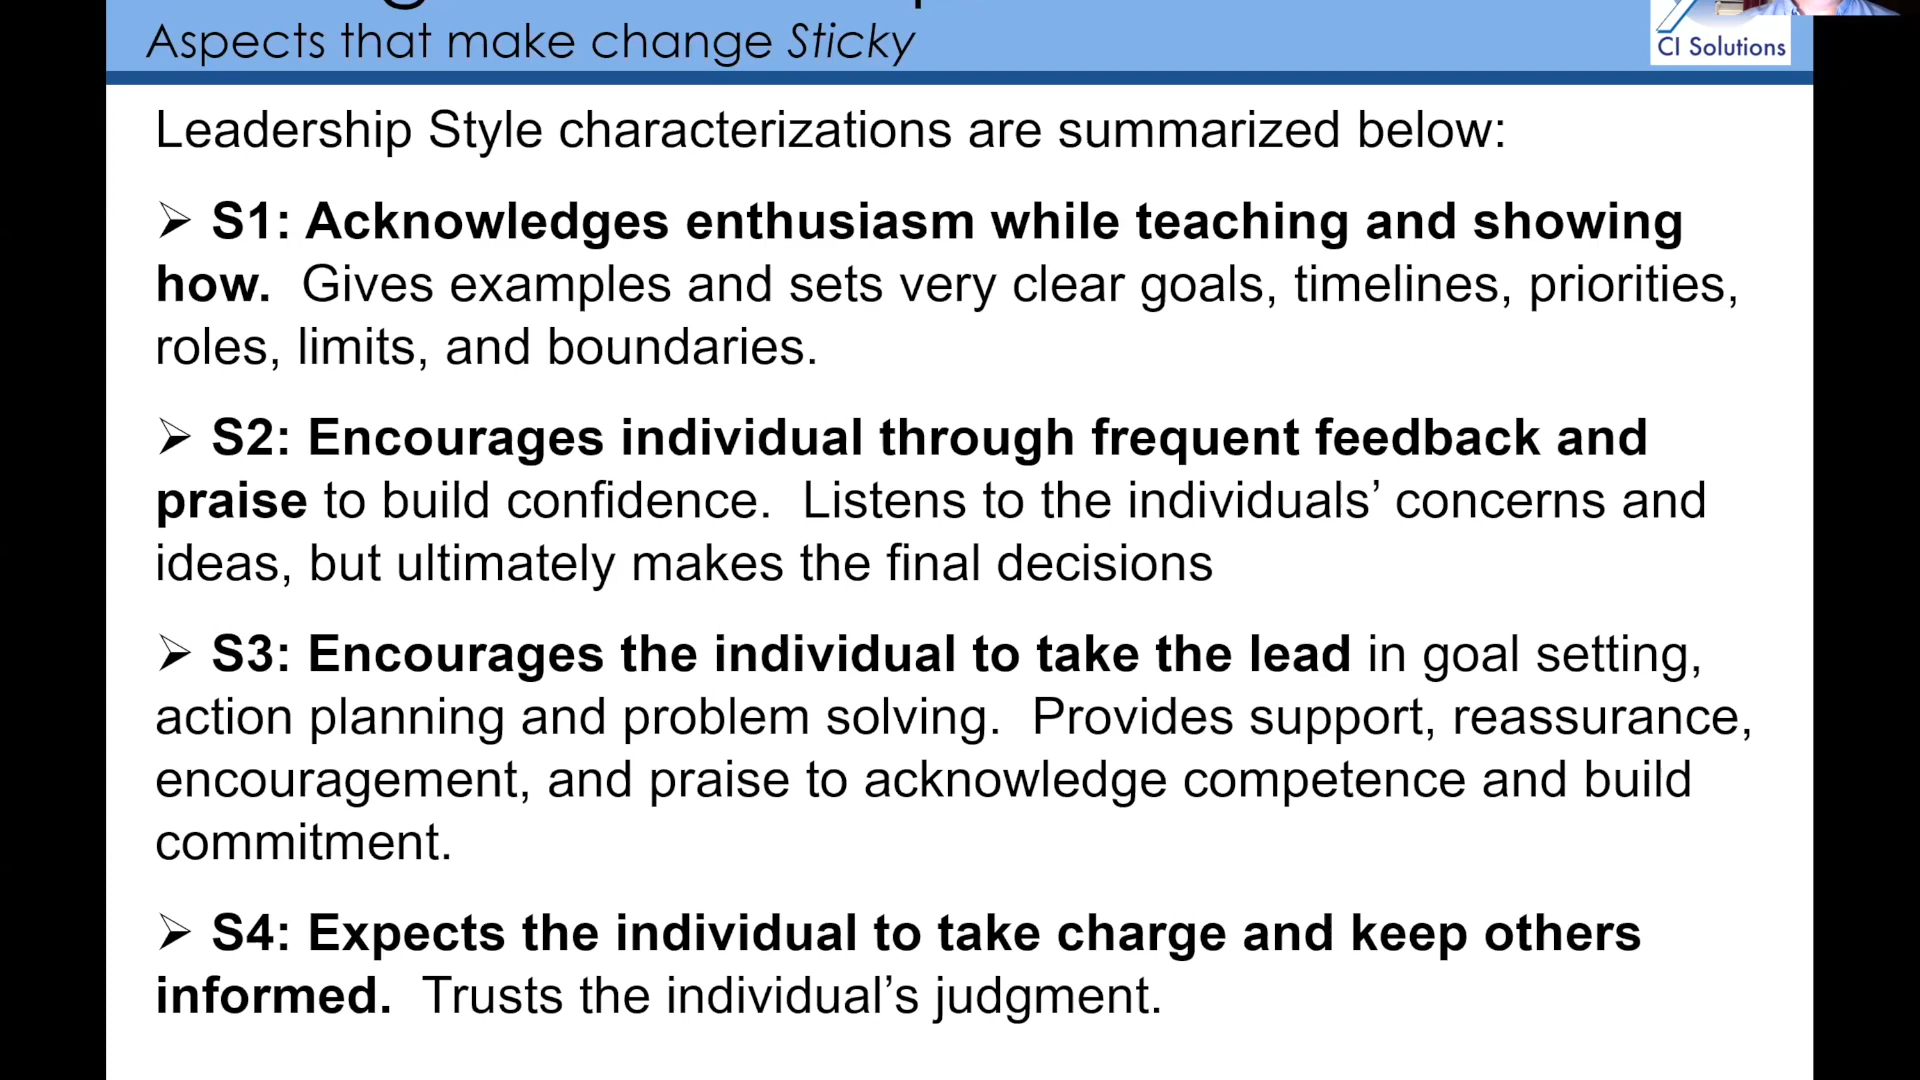 Aspects that make change Sticky
CI Solutions
Leadership Style characterizations are summarized below:
➢ S1: Acknowledges enthusiasm while teaching and showing
how.  Gives examples and sets very clear goals, timelines, priorities,
roles, limits, and boundaries.
➢ S2: Encourages individual through frequent feedback and
praise to build confidence.  Listens to the individuals’ concerns and
ideas, but ultimately makes the final decisions
➢ S3: Encourages the individual to take the lead in goal setting,
action planning and problem solving.  Provides support, reassurance,
encouragement, and praise to acknowledge competence and build
commitment.
➢ S4: Expects the individual to take charge and keep others
informed.  Trusts the individual’s judgment.